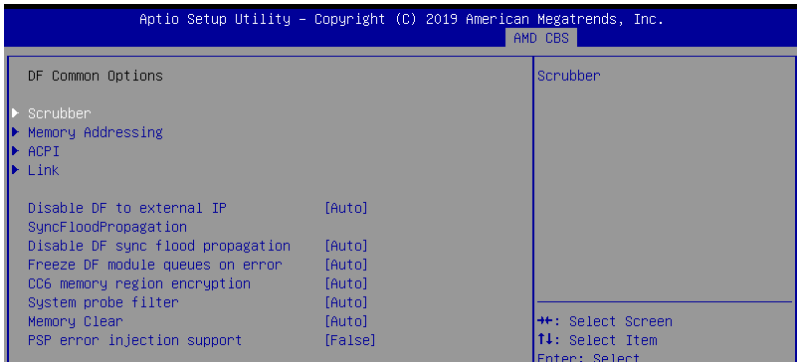 Aptio Setup Utility – Copyright (C) 2019 American Megatrends, Inc.
AMD CBS
DF Common Options
Scrubber
Memory Addressing
ACPI
Link
Disable DF to external IP [Auto]
SyncFloodPropagation
Disable DF sync flood propagation [Auto]
Freeze DF module queues on error [Auto]
CC6 memory region encryption [Auto]
System probe filter [Auto]
Memory Clear [Auto]
PSP error injection support [False]
Scrubber
→←: Select Screen
↑↓: Select Item
Enter: Select